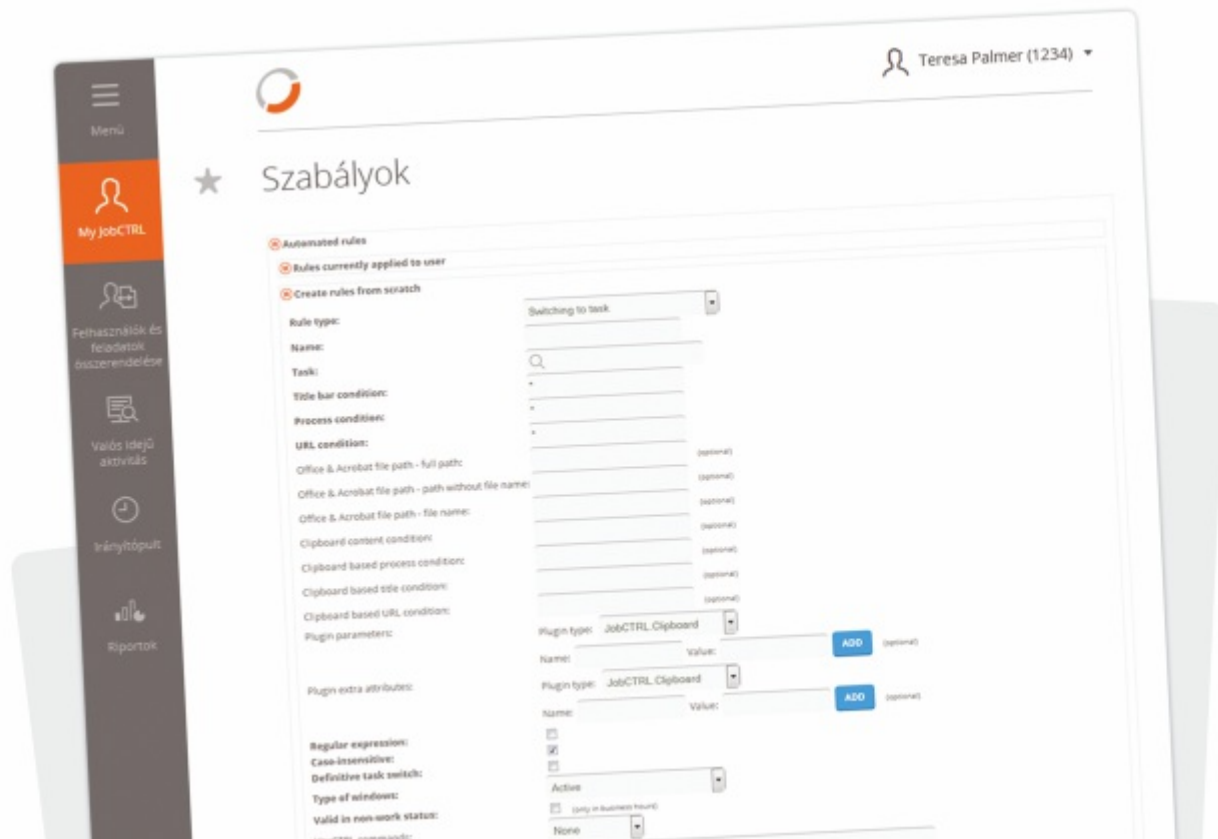 Menü
Teresa Palmer (1234)
Szabályok
My JobCTRL
Felhasználók és
feladatok
összerendelése
Valós idejű
aktivitás
Irányítópult
Riportok
Automated rules
Rules currently applied to user
Create rules from scratch
Rule type: Switching to task
Name:
Task:
Title bar condition: *
Process condition: *
URL condition: *
Office & Acrobat file path - full path: (optional)
Office & Acrobat file path - path without file name: (optional)
Office & Acrobat file path - file name: (optional)
Clipboard content condition: (optional)
Clipboard based process condition: (optional)
Clipboard based title condition: (optional)
Clipboard based URL condition: (optional)
Plugin parameters: Plugin type: JobCTRL.Clipboard
Name: Value: ADD (optional)
Plugin extra attributes: Plugin type: JobCTRL.Clipboard
Name: Value: ADD (optional)
Regular expression:
Case-insensitive:
Definitive task switch:
Type of windows: Active
Valid in non-work status: (only in business hours)
commands: None